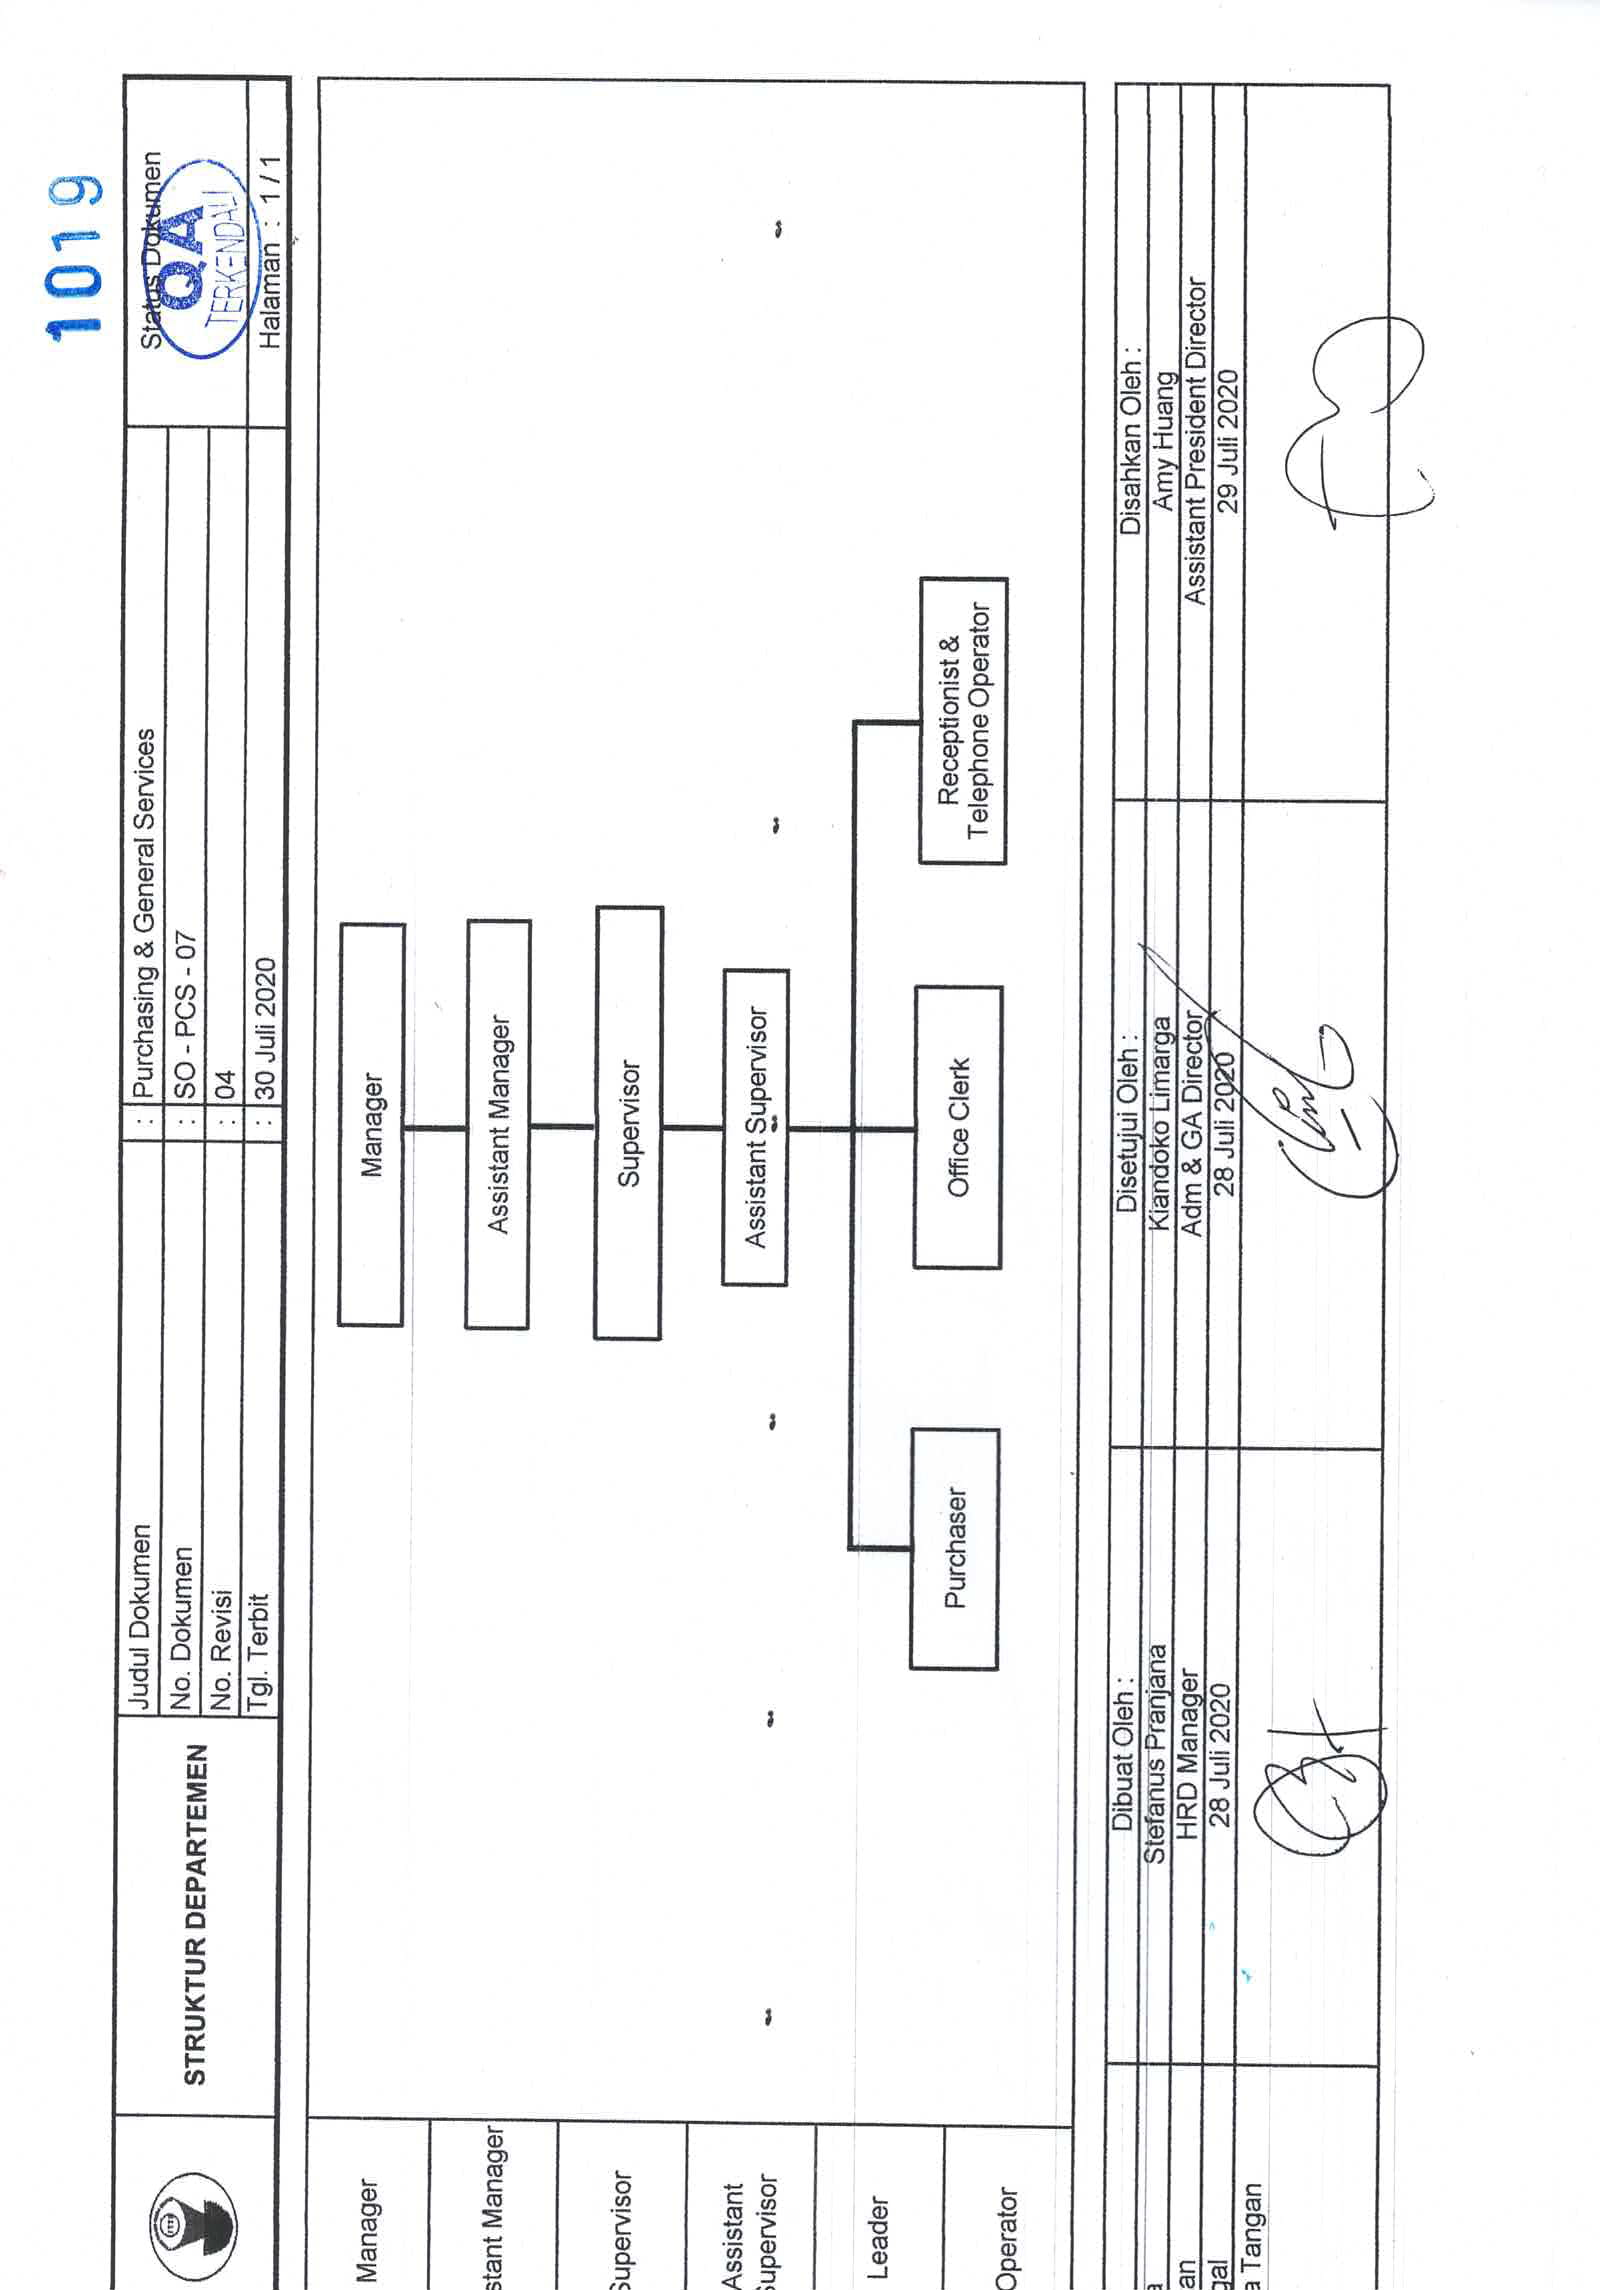 1019
STRUKTUR DEPARTEMEN
Judul Dokumen : Purchasing & General Services
No. Dokumen : SO - PCS - 07
No. Revisi : 04
Tgl. Terbit : 30 Juli 2020
Status Dokumen
QA
TERKENDALI
Halaman : 1 / 1
Manager
Manager
stant Manager
Assistant Manager
Supervisor
Supervisor
Assistant
Supervisor
Assistant Supervisor
Leader
Purchaser
Office Clerk
Receptionist &
Telephone Operator
Operator
Dibuat Oleh : Disetujui Oleh : Disahkan Oleh :
a Stefanus Pranjana Kiandoko Limarga Amy Huang
an HRD Manager Adm & GA Director Assistant President Director
gal 28 Juli 2020 28 Juli 2020 29 Juli 2020
a Tangan